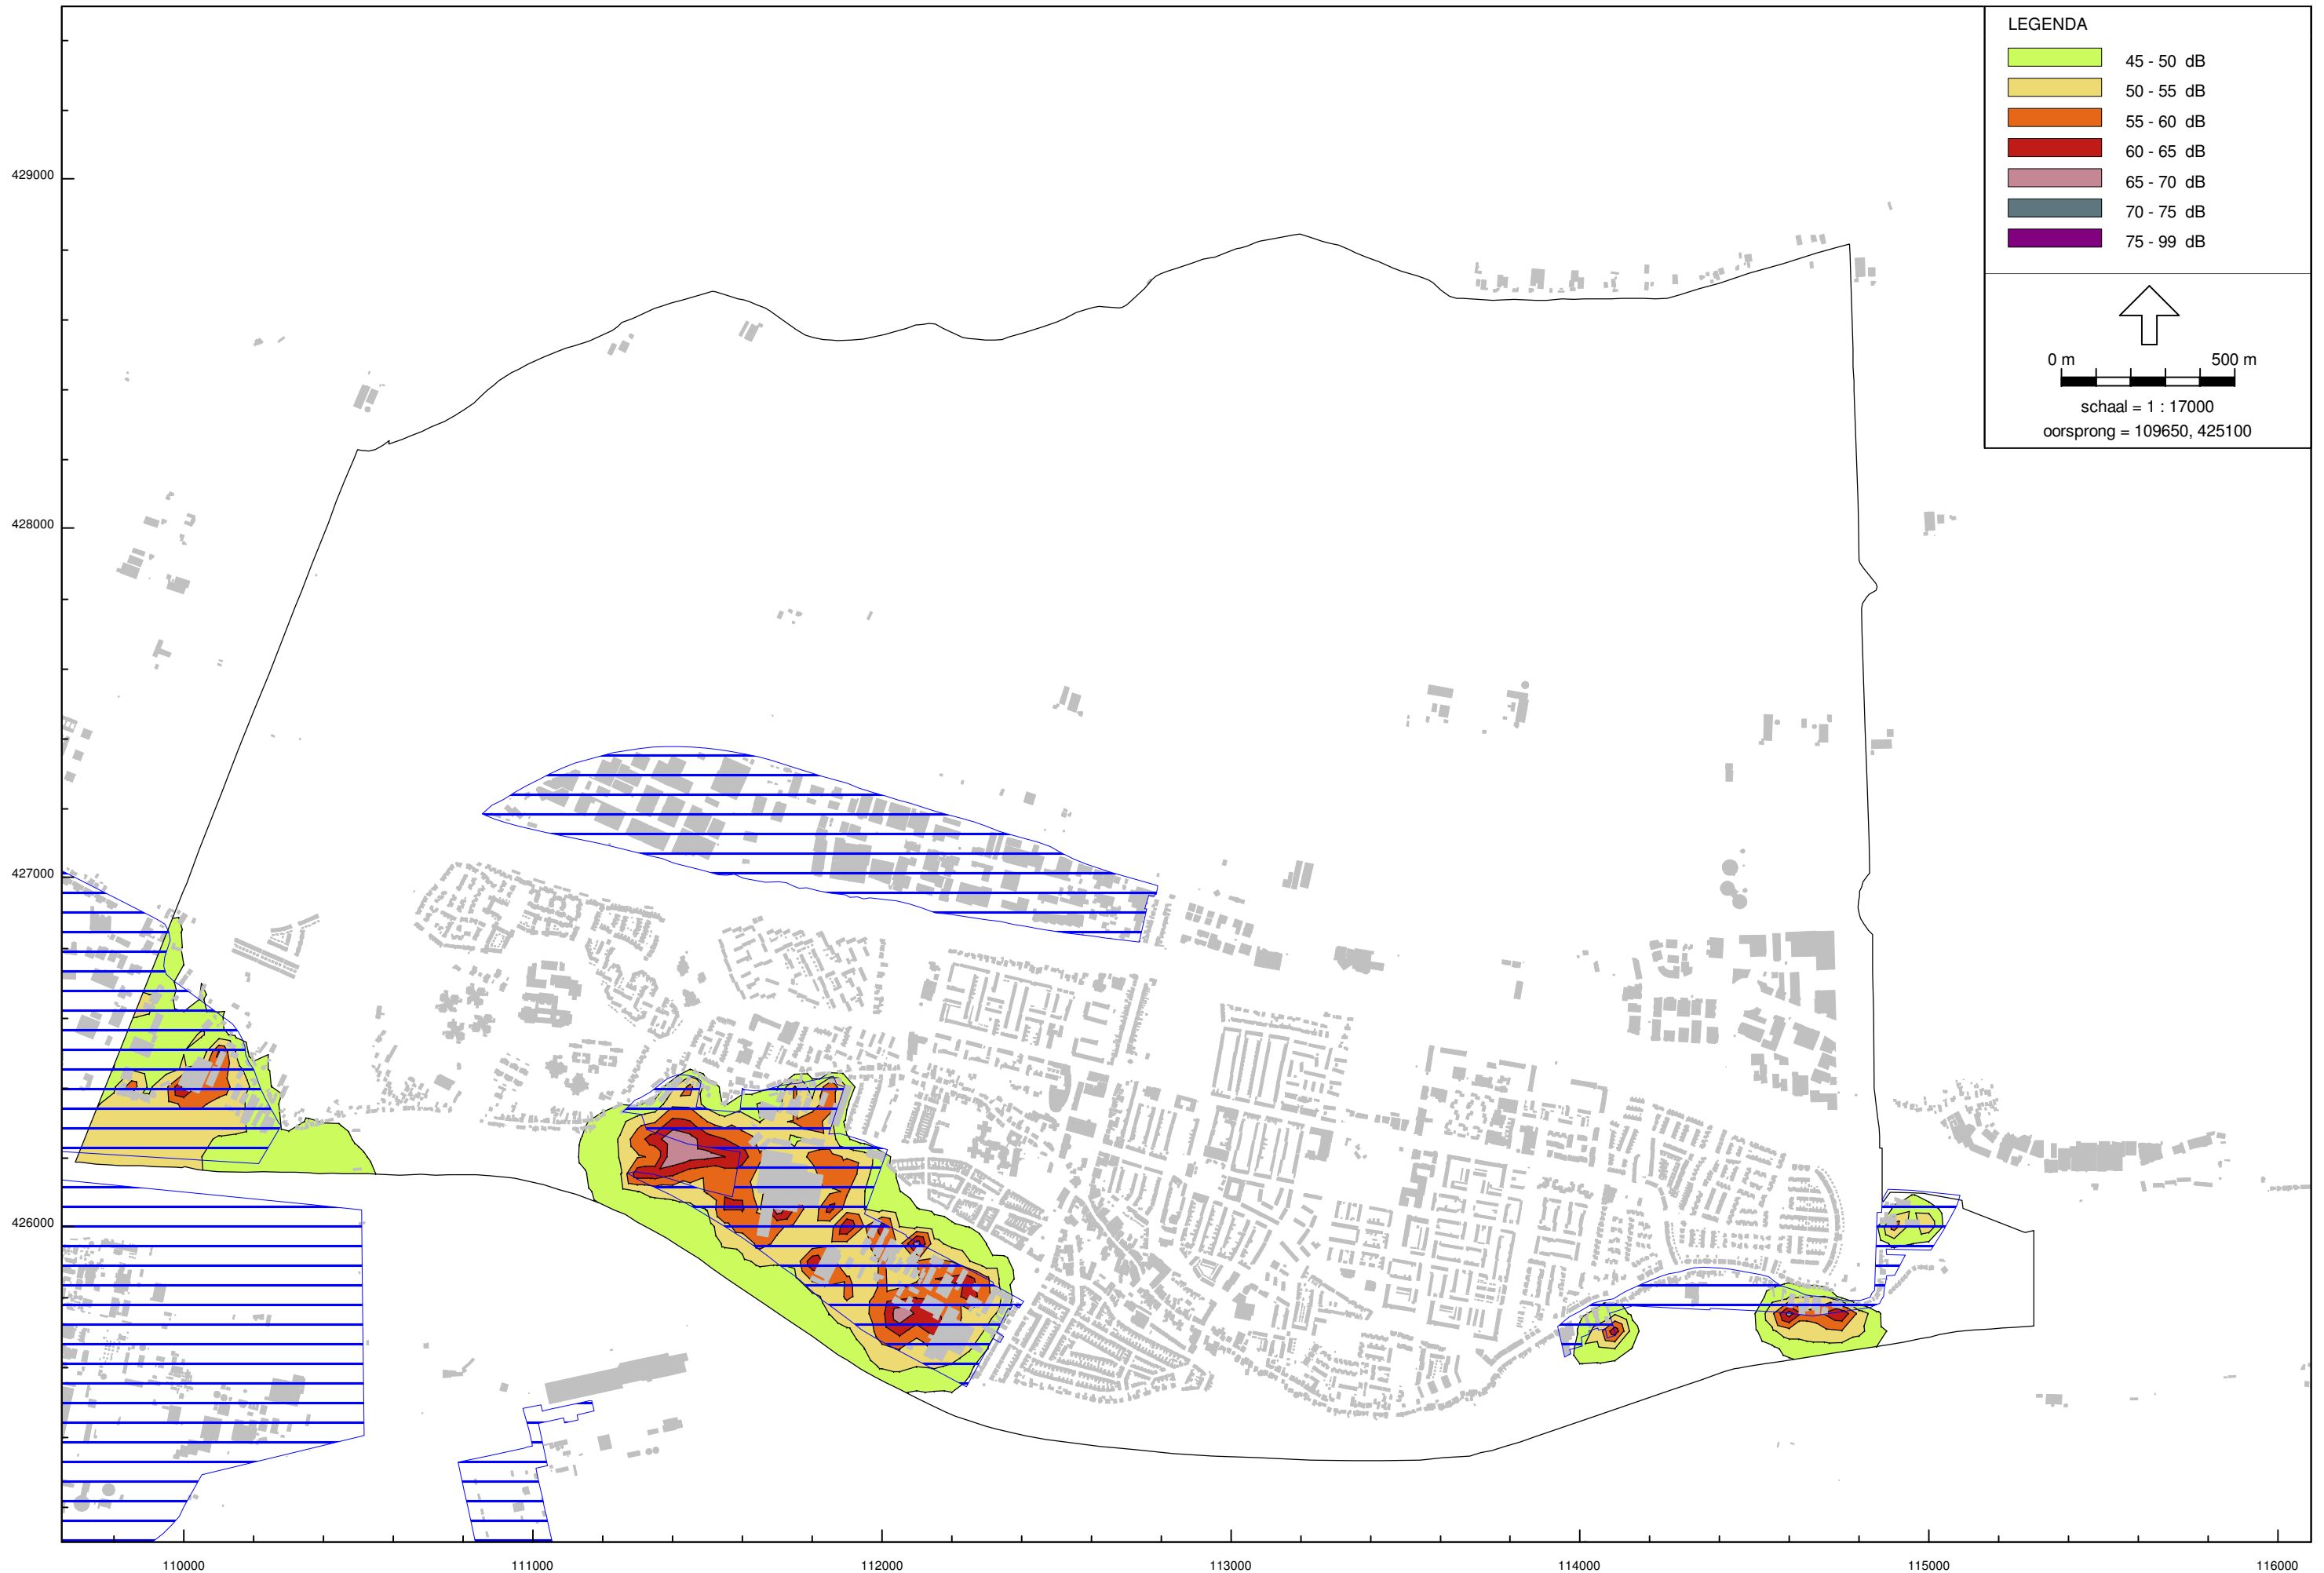 LEGENDA
45 - 50 dB
50 - 55 dB
55 - 60 dB
60 - 65 dB
65 - 70 dB
70 - 75 dB
75 - 99 dB
0 m 500 m
schaal = 1 : 17000
oorsprong = 109650, 425100
429000
428000
427000
426000
110000 111000 112000 113000 114000 115000 116000